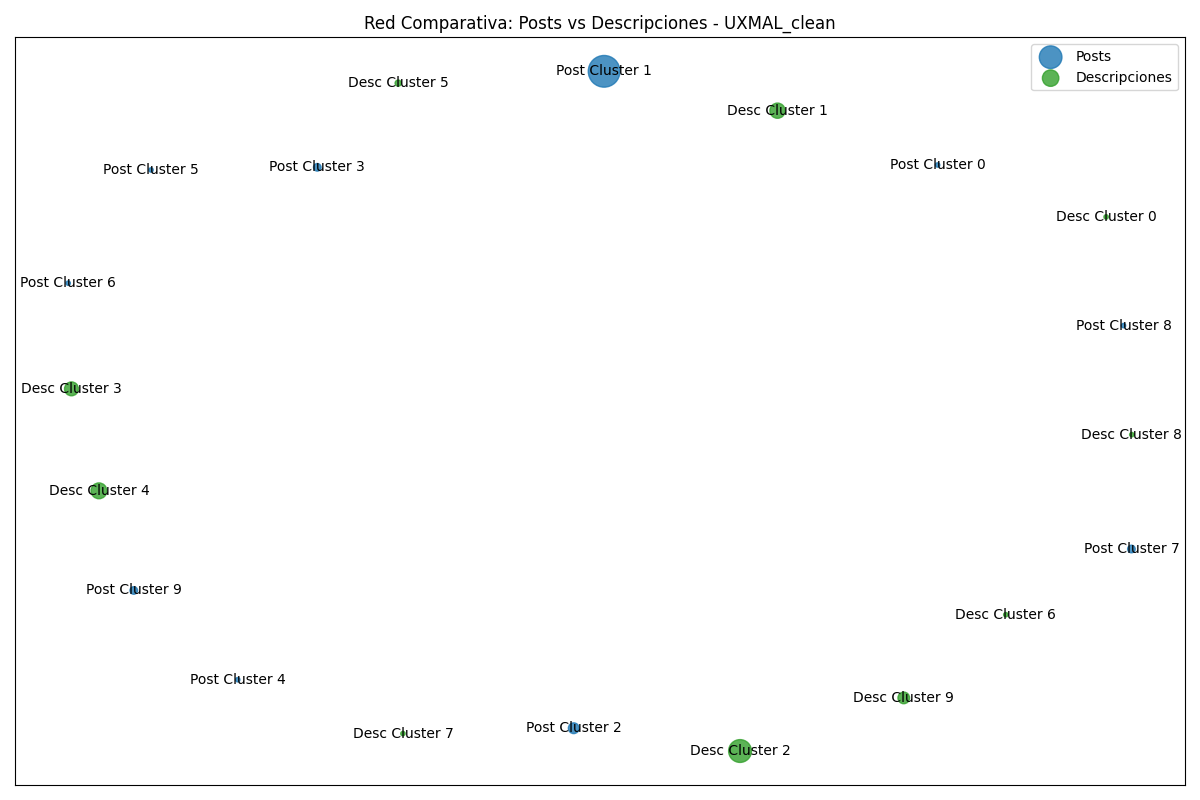 Red Comparativa: Posts vs Descripciones - UXMAL_clean
Posts
Descripciones
Post Cluster 1
Desc Cluster 5
Desc Cluster 1
Post Cluster 5
Post Cluster 3
Post Cluster 0
Desc Cluster 0
Post Cluster 6
Post Cluster 8
Desc Cluster 3
Desc Cluster 8
Desc Cluster 4
Post Cluster 7
Post Cluster 9
Desc Cluster 6
Post Cluster 4
Desc Cluster 9
Desc Cluster 7
Post Cluster 2
Desc Cluster 2